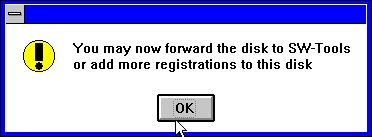 You may now forward the disk to SW-Tools
or add more registrations to this disk
OK